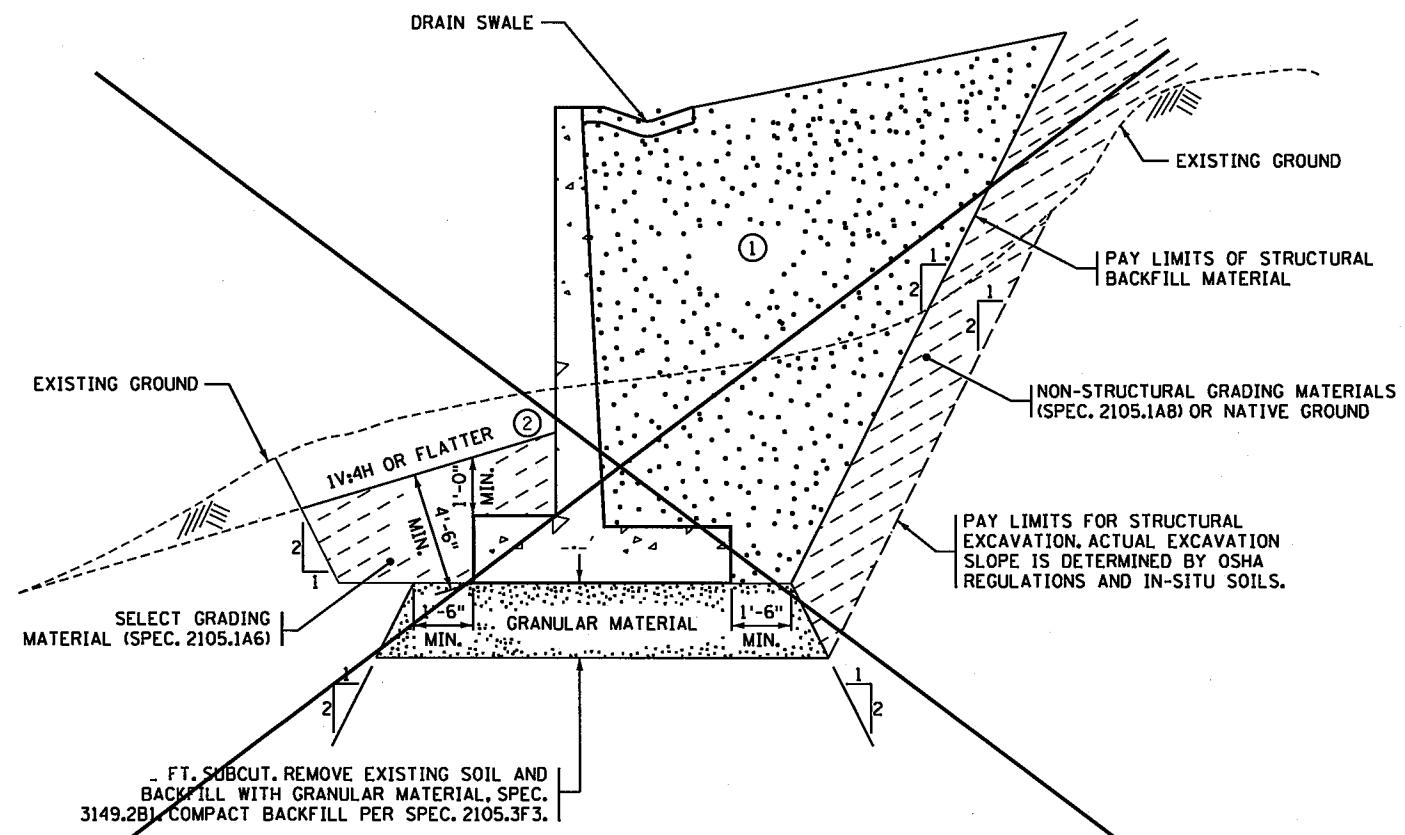 DRAIN SWALE
EXISTING GROUND
1
PAY LIMITS OF STRUCTURAL
BACKFILL MATERIAL
1
2
1
2
NON-STRUCTURAL GRADING MATERIALS
(SPEC. 2105.1A8) OR NATIVE GROUND
EXISTING GROUND
2
1V:4H OR FLATTER
1'-0"
MIN.
4'-6"
MIN.
2
1
PAY LIMITS FOR STRUCTURAL
EXCAVATION. ACTUAL EXCAVATION
SLOPE IS DETERMINED BY OSHA
REGULATIONS AND IN-SITU SOILS.
SELECT GRADING
MATERIAL (SPEC. 2105.1A6)
1'-6"
MIN.
GRANULAR MATERIAL
1'-6"
MIN.
1
2
1
2
_ FT. SUBCUT. REMOVE EXISTING SOIL AND
BACKFILL WITH GRANULAR MATERIAL, SPEC.
3149.2B1. COMPACT BACKFILL PER SPEC. 2105.3F3.